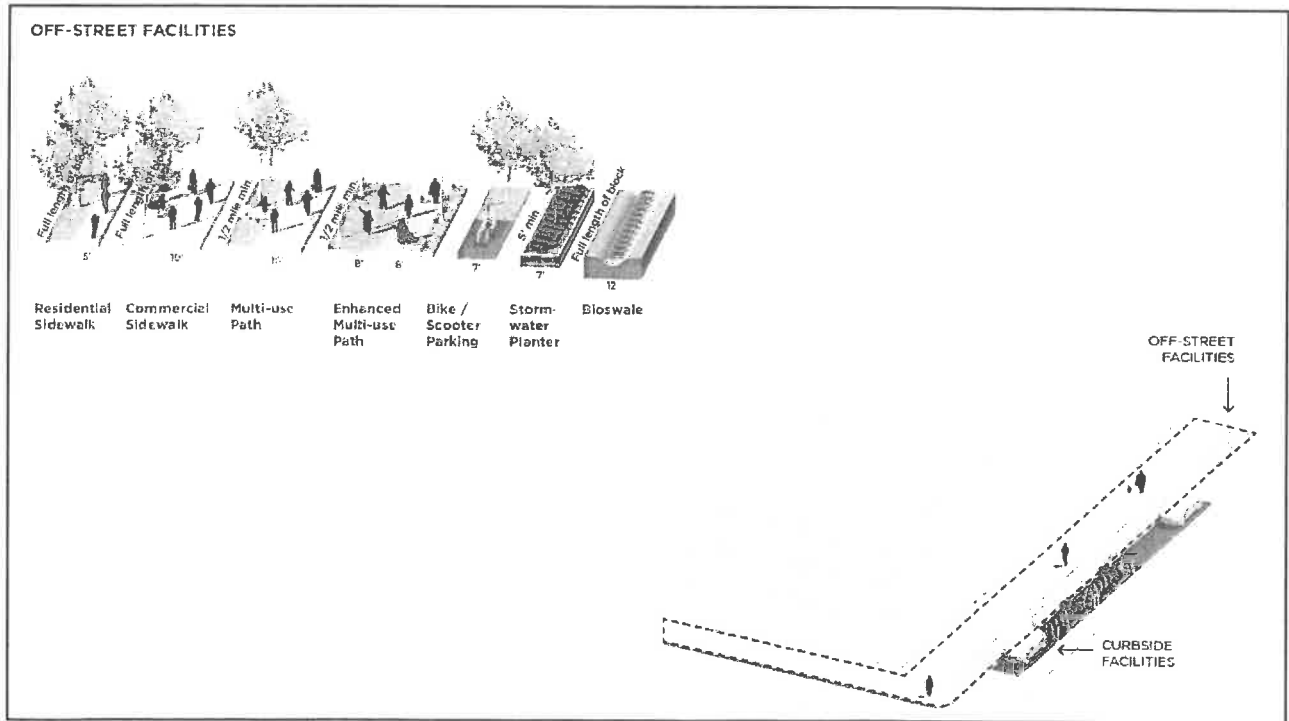 OFF-STREET FACILITIES
Full length of block
Full length of block
1/2 mile min
1/2 mile min
5' min
Full length of block
5'
10'
8'
6'
7'
7'
12
Residential
Sidewalk
Commercial
Sidewalk
Multi-use
Path
Enhanced
Multi-use
Path
Bike /
Scooter
Parking
Storm-
water
Planter
Bioswale
OFF-STREET
FACILITIES
CURBSIDE
FACILITIES